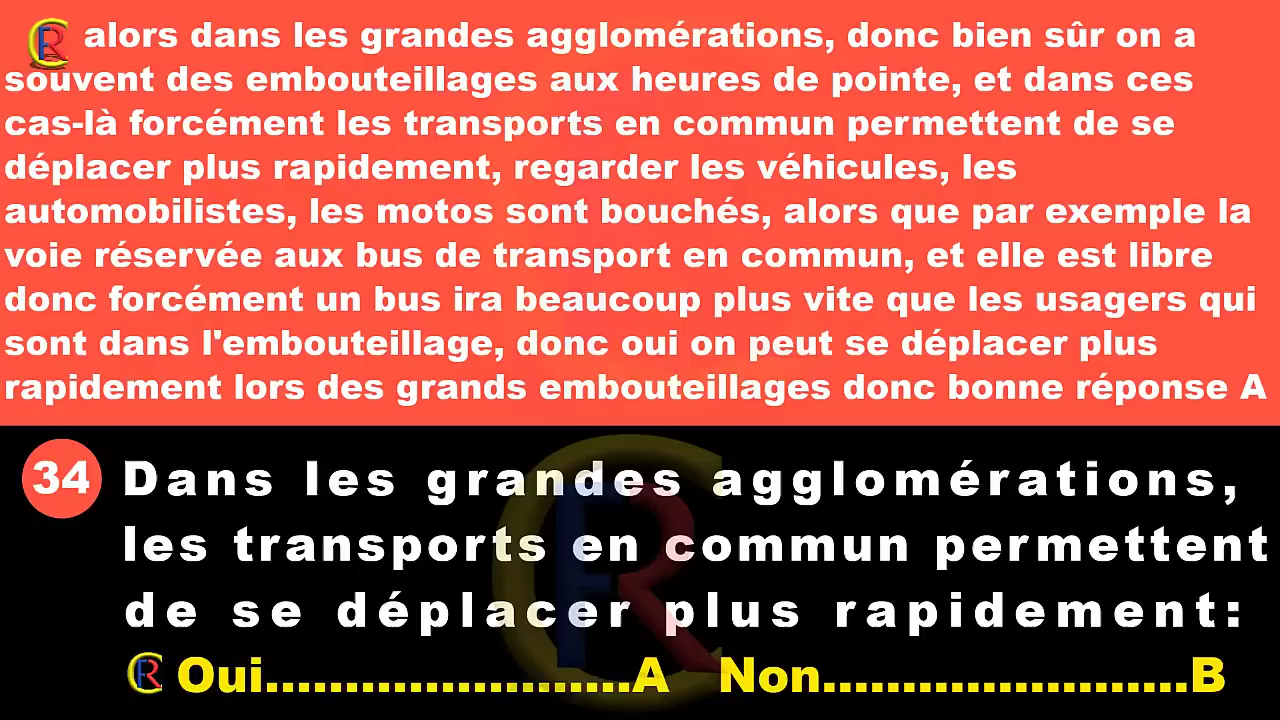 alors dans les grandes agglomérations, donc bien sûr on a
souvent des embouteillages aux heures de pointe, et dans ces
cas-là forcément les transports en commun permettent de se
déplacer plus rapidement, regarder les véhicules, les
automobilistes, les motos sont bouchés, alors que par exemple la
voie réservée aux bus de transport en commun, et elle est libre
donc forcément un bus ira beaucoup plus vite que les usagers qui
sont dans l'embouteillage, donc oui on peut se déplacer plus
rapidement lors des grands embouteillages donc bonne réponse A
34 Dans les grandes agglomérations,
les transports en commun permettent
de se déplacer plus rapidement:
Oui.......................A Non.......................B